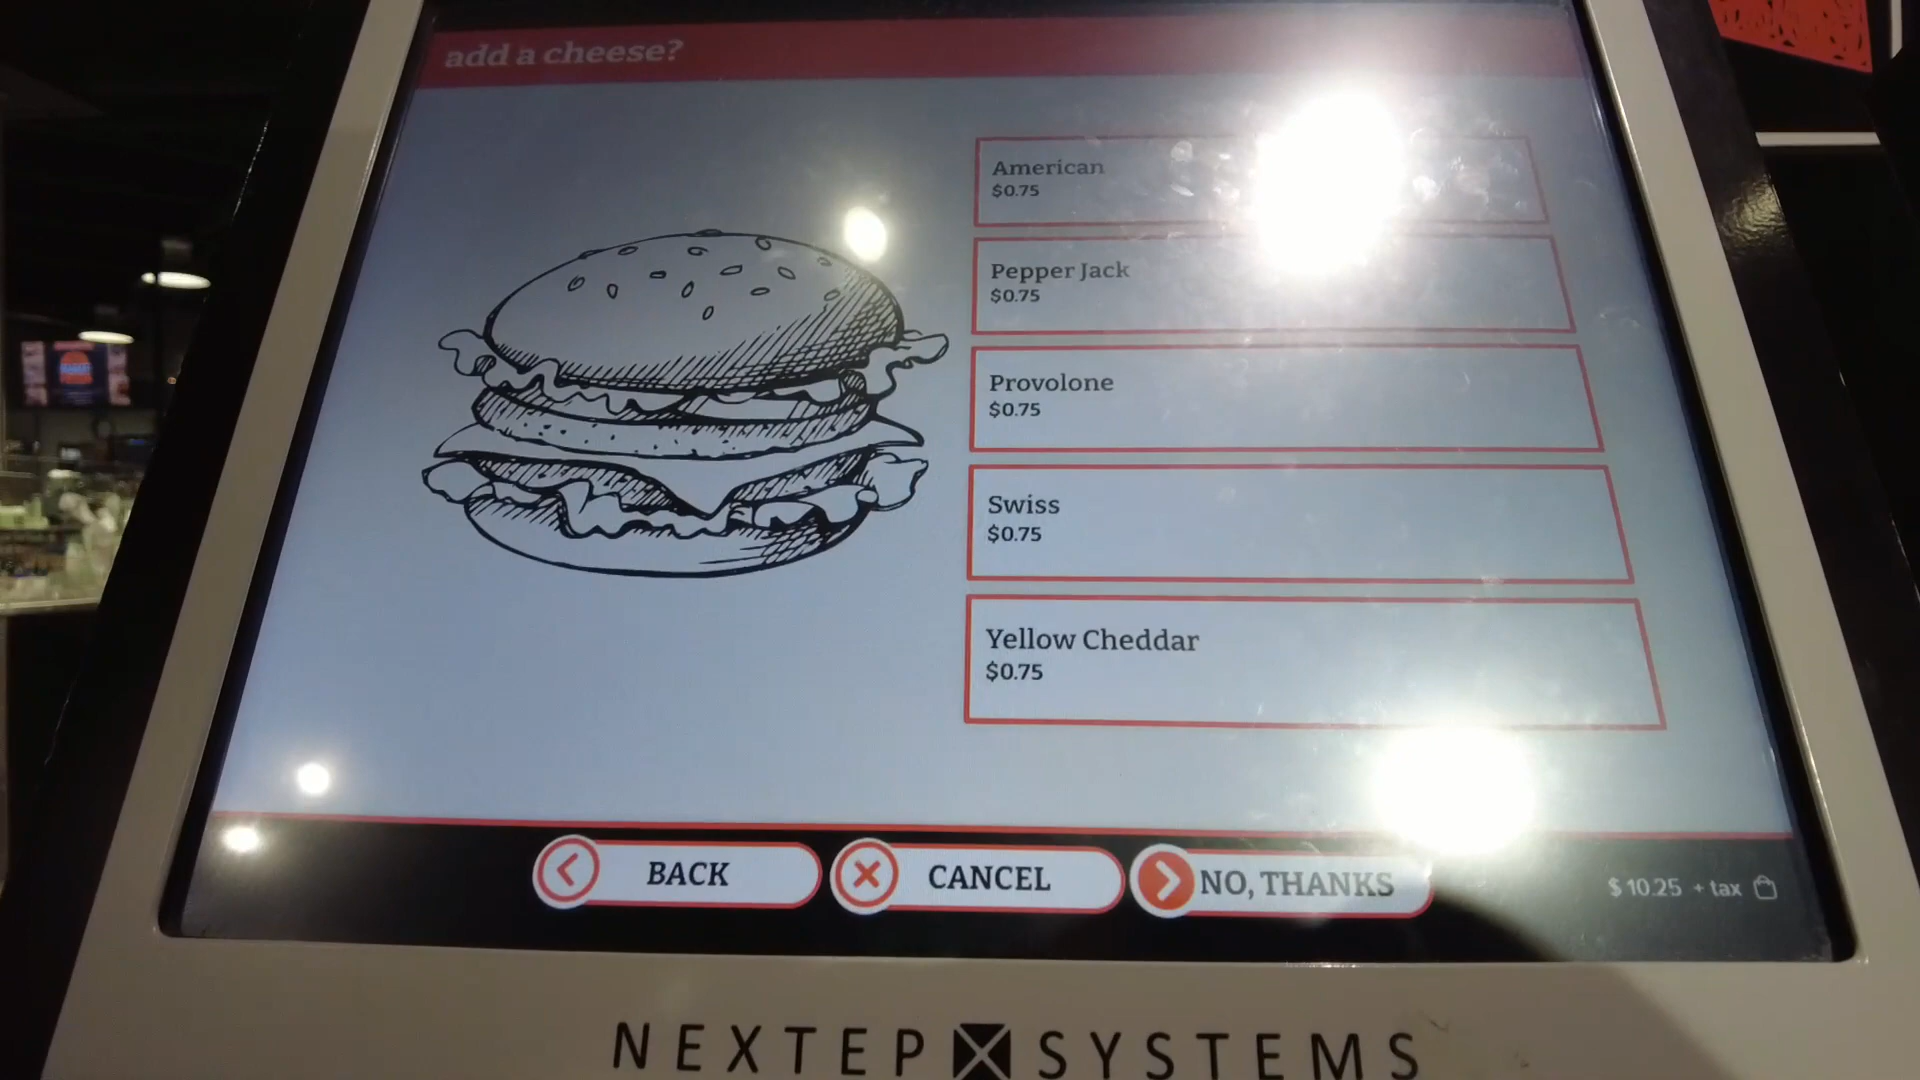 add a cheese?
American
$0.75
Pepper Jack
$0.75
Provolone
$0.75
Swiss
$0.75
Yellow Cheddar
$0.75
BACK
CANCEL
NO, THANKS
$10.25 + tax
NEXTEP SYSTEMS